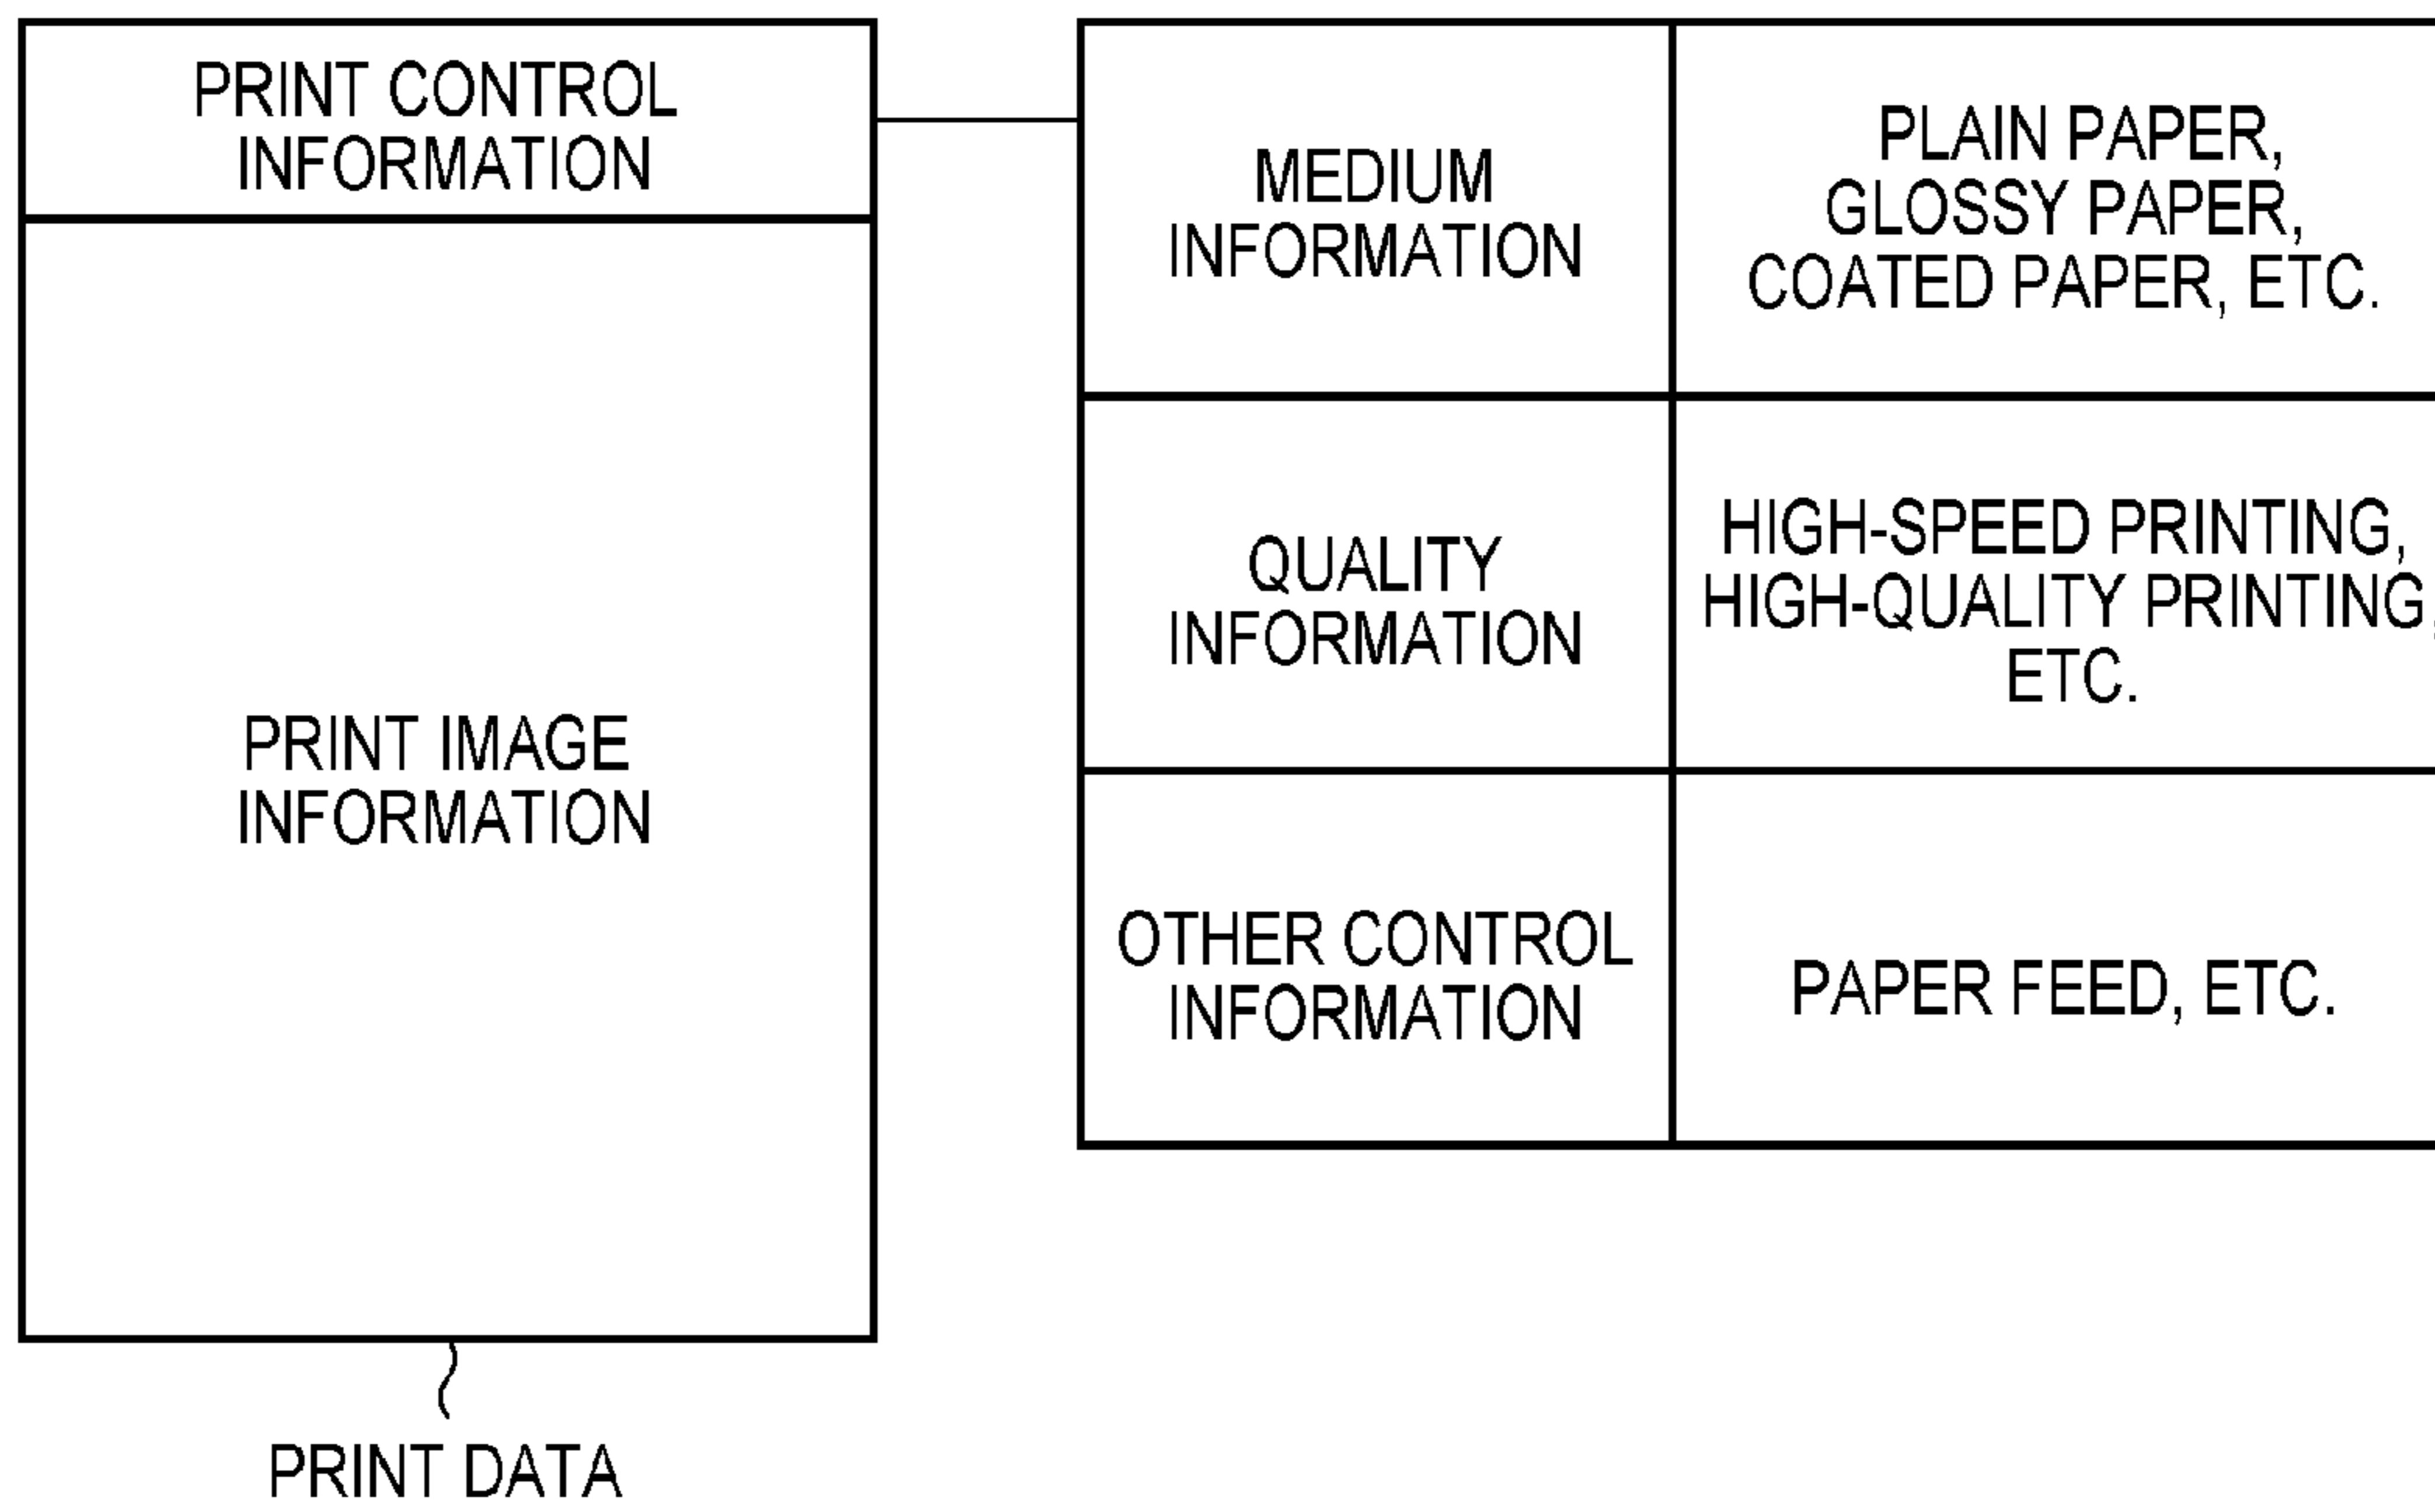 PRINT CONTROL
INFORMATION
PRINT IMAGE
INFORMATION
PRINT DATA
MEDIUM
INFORMATION
PLAIN PAPER,
GLOSSY PAPER,
COATED PAPER, ETC.
QUALITY
INFORMATION
HIGH-SPEED PRINTING,
HIGH-QUALITY PRINTING,
ETC.
OTHER CONTROL
INFORMATION
PAPER FEED, ETC.